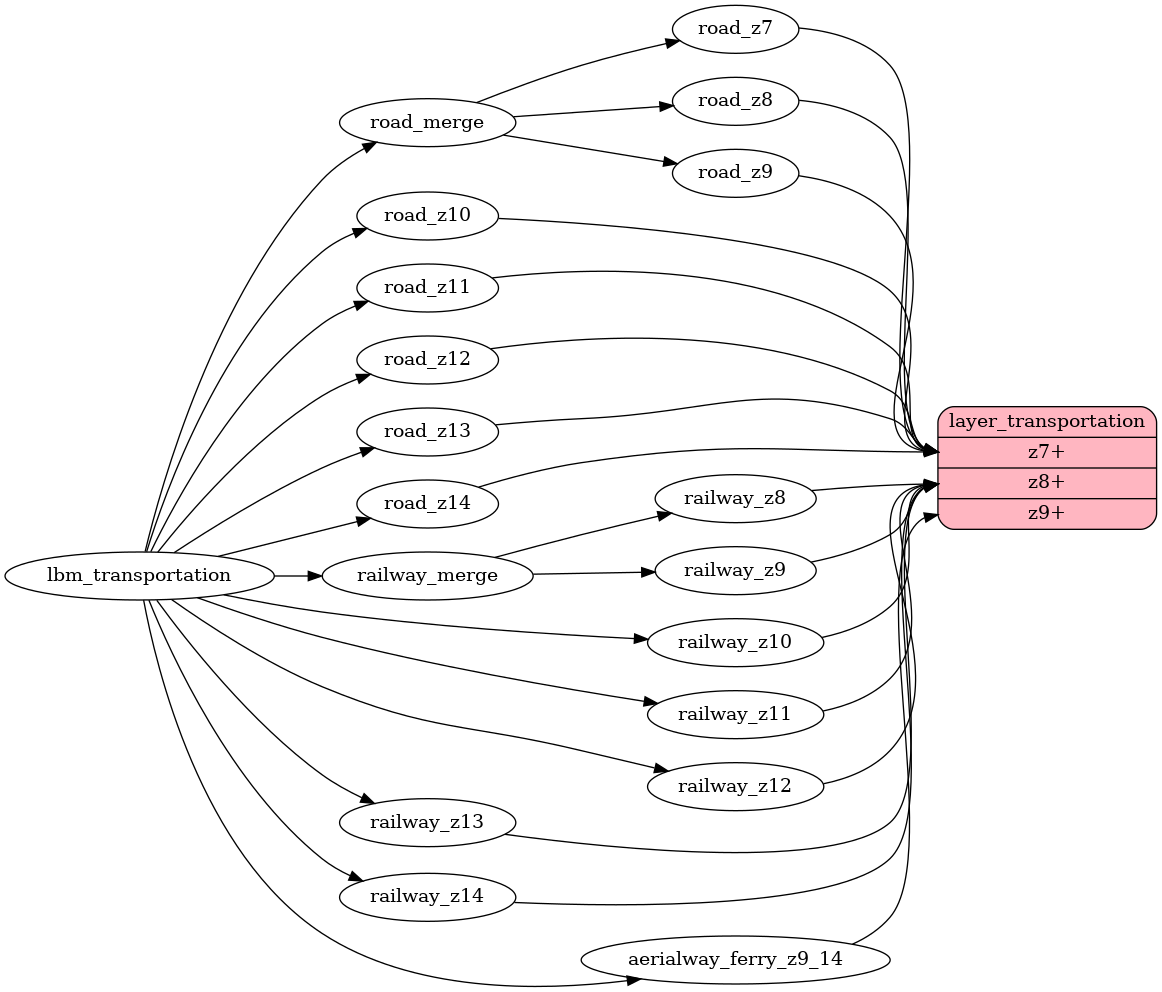 road_z7
road_merge
road_z8
road_z9
road_z10
road_z11
road_z12
road_z13
road_z14
lbm_transportation
railway_merge
railway_z8
railway_z9
railway_z10
railway_z11
railway_z12
railway_z13
railway_z14
aerialway_ferry_z9_14
layer_transportation
z7+
z8+
z9+